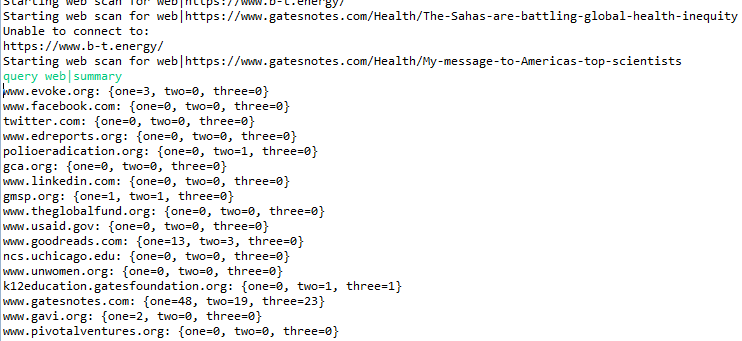 Starting web scan for web|https://www.b-t.energy/
Starting web scan for web|https://www.gatesnotes.com/Health/The-Sahas-are-battling-global-health-inequity
Unable to connect to:
https://www.b-t.energy/
Starting web scan for web|https://www.gatesnotes.com/Health/My-message-to-Americas-top-scientists
query web|summary
www.evoke.org: {one=3, two=0, three=0}
www.facebook.com: {one=0, two=0, three=0}
twitter.com: {one=0, two=0, three=0}
www.edreports.org: {one=0, two=0, three=0}
polioeradication.org: {one=0, two=1, three=0}
gca.org: {one=0, two=0, three=0}
www.linkedin.com: {one=0, two=0, three=0}
gmsp.org: {one=1, two=1, three=0}
www.theglobalfund.org: {one=0, two=0, three=0}
www.usaid.gov: {one=0, two=0, three=0}
www.goodreads.com: {one=13, two=3, three=0}
ncs.uchicago.edu: {one=0, two=0, three=0}
www.unwomen.org: {one=0, two=0, three=0}
k12education.gatesfoundation.org: {one=0, two=1, three=1}
www.gatesnotes.com: {one=48, two=19, three=23}
www.gavi.org: {one=2, two=0, three=0}
www.pivotalventures.org: {one=0, two=0, three=0}